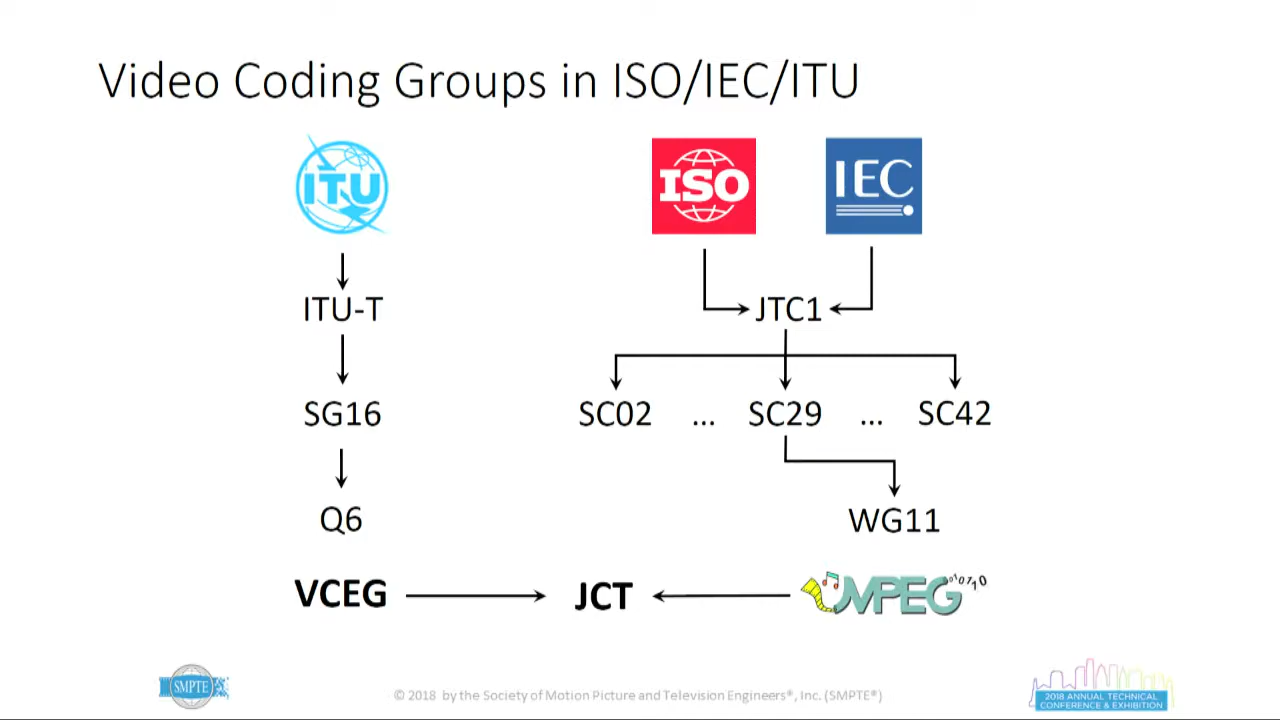 Video Coding Groups in ISO/IEC/ITU
ITU
ISO
IEC
ITU-T
JTC1
SG16
SC02 ... SC29 ... SC42
Q6
WG11
VCEG
JCT
MPEG
010710
SMPTE
© 2018 by the Society of Motion Picture and Television Engineers®, Inc. (SMPTE®)
2018 ANNUAL TECHNICAL
CONFERENCE & EXHIBITION